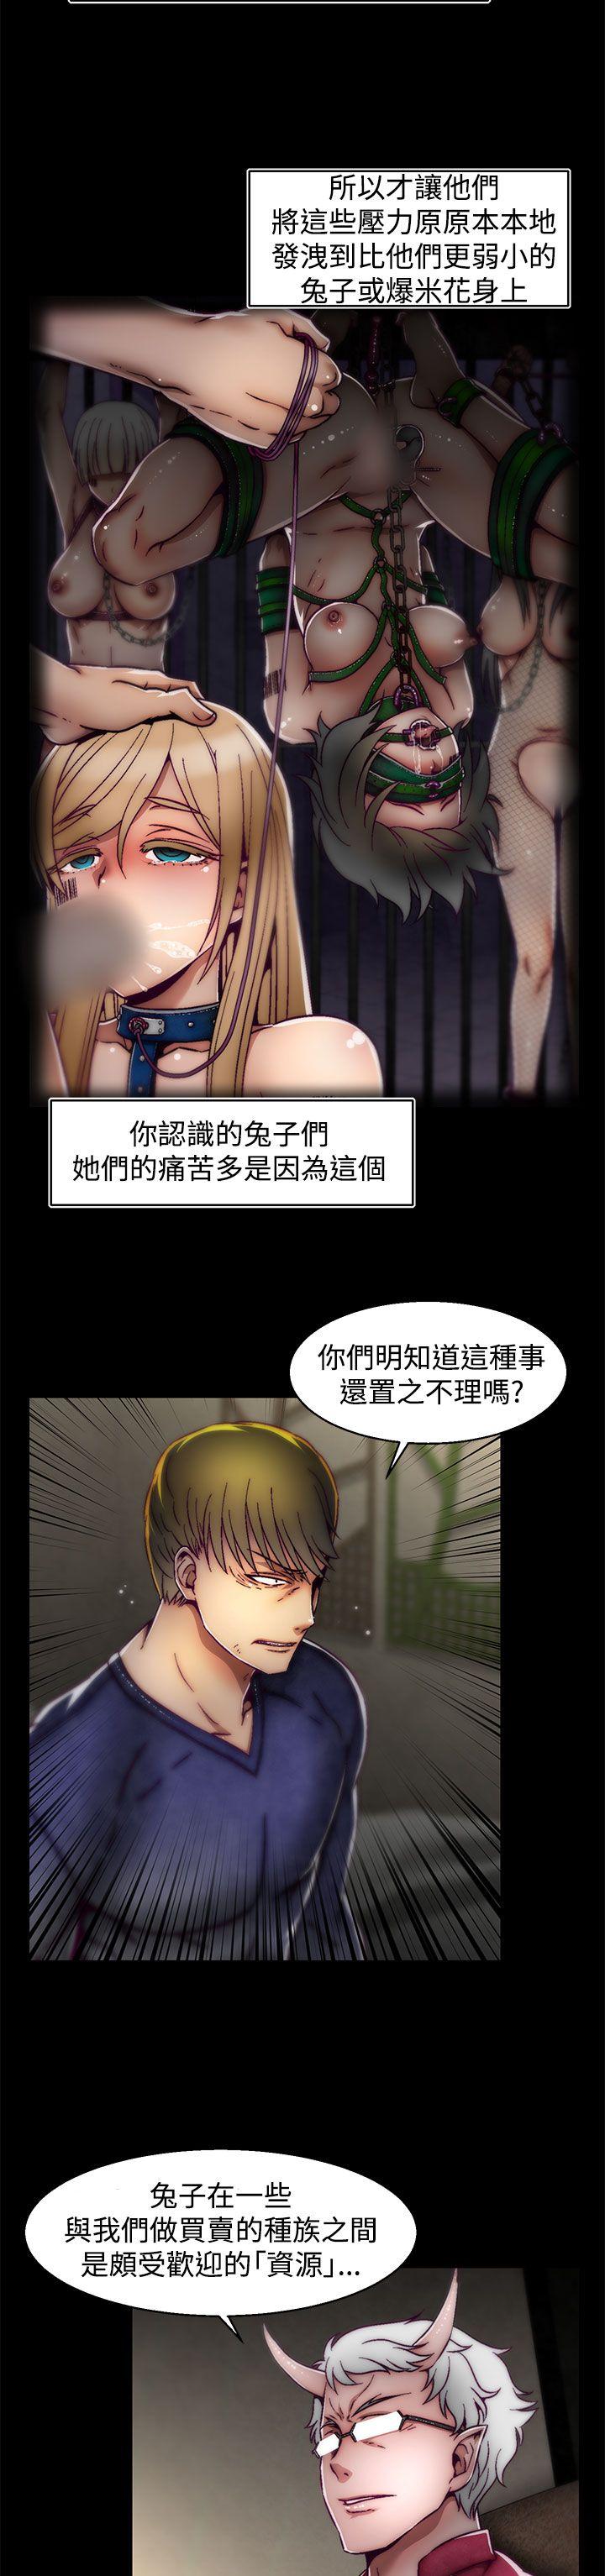 所以才讓他們
將這些壓力原原本本地
發洩到比他們更弱小的
兔子或爆米花身上
你認識的兔子們
她們的痛苦多是因為這個
你們明知道這種事
還置之不理嗎?
兔子在一些
與我們做買賣的種族之間
是頗受歡迎的「資源」...